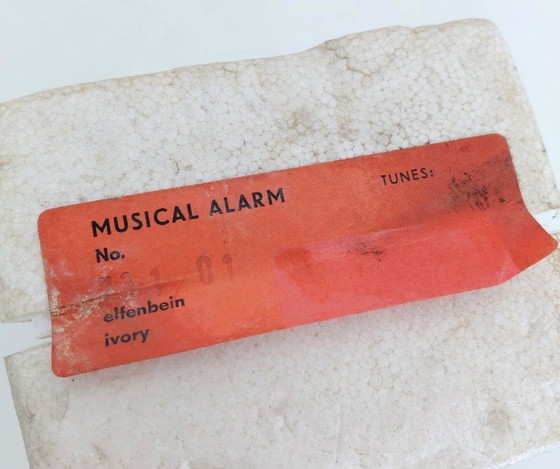 MUSICAL ALARM
TUNES:
No.
elfenbein
ivory